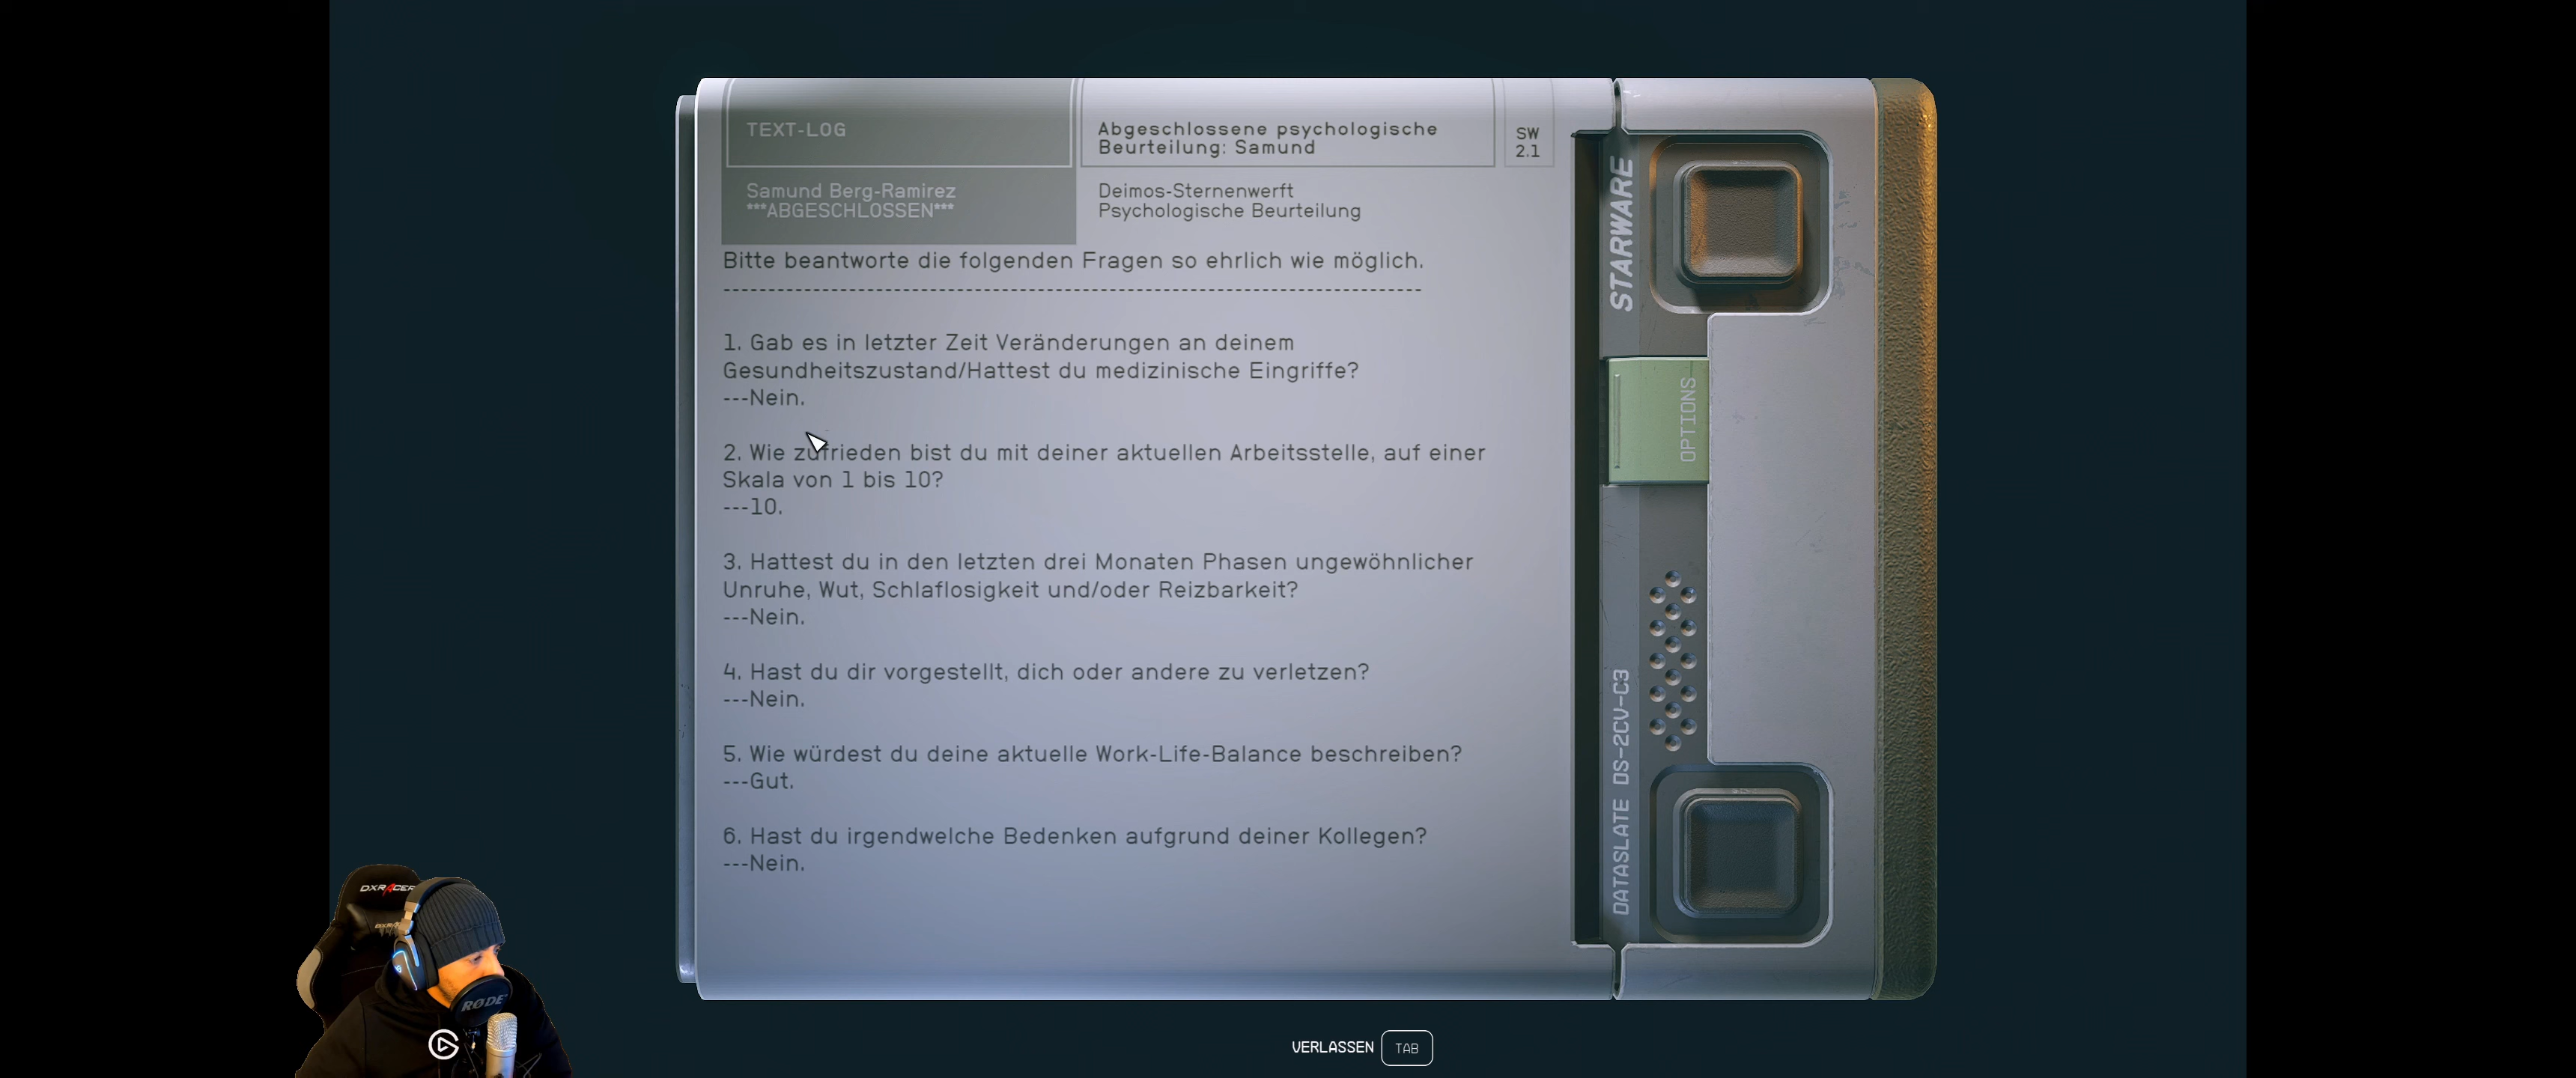 TEXT-LOG
Abgeschlossene psychologische
Beurteilung: Samund
SW
2.1
Samund Berg-Ramirez
***ABGESCHLOSSEN***
Deimos-Sternenwerft
Psychologische Beurteilung
Bitte beantworte die folgenden Fragen so ehrlich wie möglich.
------------------------------------------------------------------------------
1. Gab es in letzter Zeit Veränderungen an deinem
Gesundheitszustand/Hattest du medizinische Eingriffe?
---Nein.
2. Wie zufrieden bist du mit deiner aktuellen Arbeitsstelle, auf einer
Skala von 1 bis 10?
---10.
3. Hattest du in den letzten drei Monaten Phasen ungewöhnlicher
Unruhe, Wut, Schlaflosigkeit und/oder Reizbarkeit?
---Nein.
4. Hast du dir vorgestellt, dich oder andere zu verletzen?
---Nein.
5. Wie würdest du deine aktuelle Work-Life-Balance beschreiben?
---Gut.
6. Hast du irgendwelche Bedenken aufgrund deiner Kollegen?
---Nein.
STARWARE
OPTIONS
DATASLATE DS-2CV-C3
DXRACER
RØDE
VERLASSEN TAB